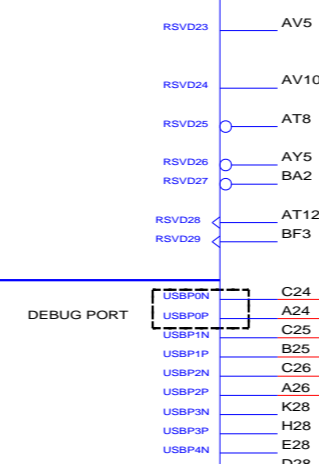 RSVD23 AV5
RSVD24 AV10
RSVD25 AT8
RSVD26 AY5
RSVD27 BA2
RSVD28 AT12
RSVD29 BF3
USBP0N C24
DEBUG PORT USBP0P A24
USBP1N C25
USBP1P B25
USBP2N C26
USBP2P A26
USBP3N K28
USBP3P H28
USBP4N E28
D28